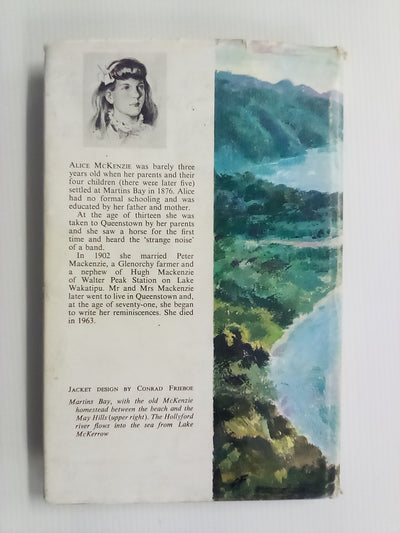 ALICE MCKENZIE was barely three
years old when her parents and their
four children (there were later five)
settled at Martins Bay in 1876. Alice
had no formal schooling and was
educated by her father and mother.
At the age of thirteen she was
taken to Queenstown by her parents
and she saw a horse for the first
time and heard the 'strange noise'
of a band.
In 1902 she married Peter
Mackenzie, a Glenorchy farmer and
a nephew of Hugh Mackenzie
of Walter Peak Station on Lake
Wakatipu. Mr and Mrs Mackenzie
later went to live in Queenstown and,
at the age of seventy-one, she began
to write her reminiscences. She died
in 1963.
JACKET DESIGN BY CONRAD FRIEBOE
Martins Bay, with the old McKenzie
homestead between the beach and the
May Hills (upper right). The Hollyford
river flows into the sea from Lake
McKerrow